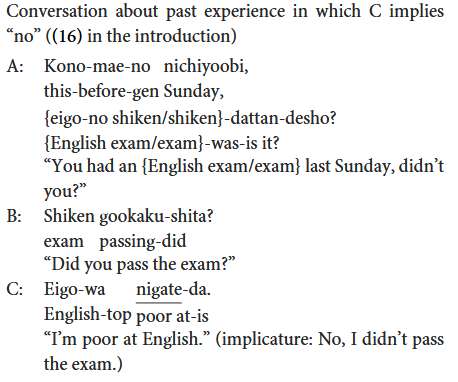 Conversation about past experience in which C implies
“no” ((16) in the introduction)
A: Kono-mae-no nichiyoobi,
this-before-gen Sunday,
{eigo-no shiken/shiken}-dattan-desho?
{English exam/exam}-was-is it?
“You had an {English exam/exam} last Sunday, didn’t
you?”
B: Shiken gookaku-shita?
exam passing-did
“Did you pass the exam?”
C: Eigo-wa nigate-da.
English-top poor at-is
“I’m poor at English.” (implicature: No, I didn’t pass
the exam.)